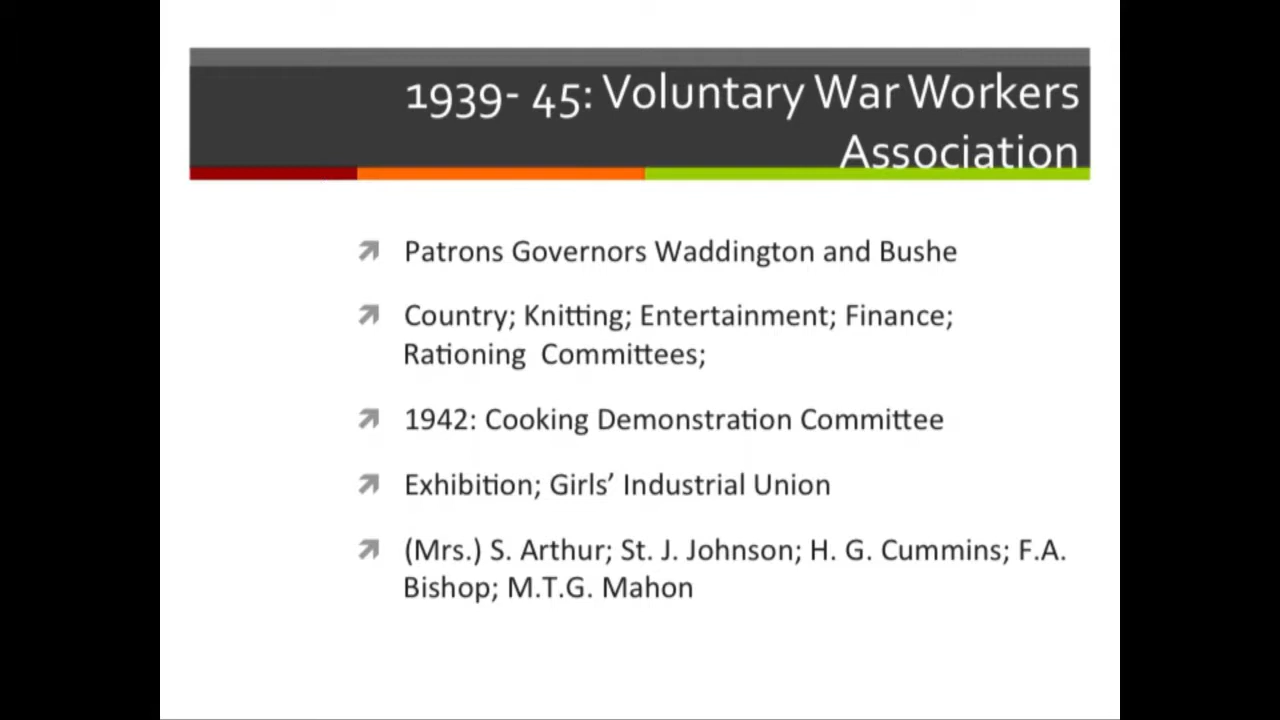 1939- 45: Voluntary War Workers
Association
Patrons Governors Waddington and Bushe
Country; Knitting; Entertainment; Finance;
Rationing  Committees;
1942: Cooking Demonstration Committee
Exhibition; Girls’ Industrial Union
(Mrs.) S. Arthur; St. J. Johnson; H. G. Cummins; F.A.
Bishop; M.T.G. Mahon